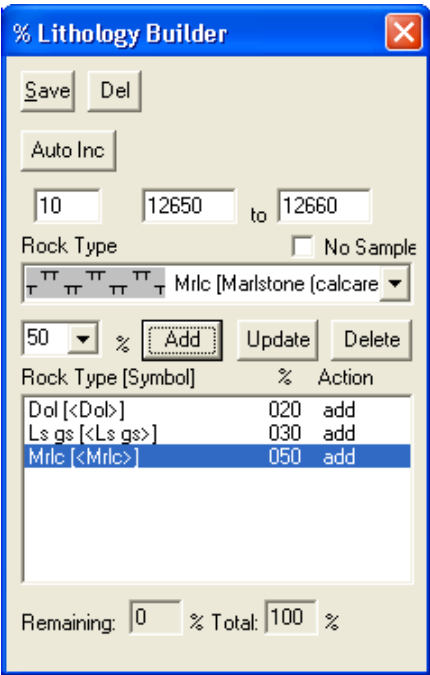 % Lithology Builder
Save Del
Auto Inc
10 12650 to 12660
Rock Type No Sample
Mrlc [Marlstone (calcare
50 % Add Update Delete
Rock Type [Symbol] % Action
Dol [<Dol>] 020 add
Ls gs [<Ls gs>] 030 add
Mrlc [<Mrlc>] 050 add
Remaining: 0 % Total: 100 %